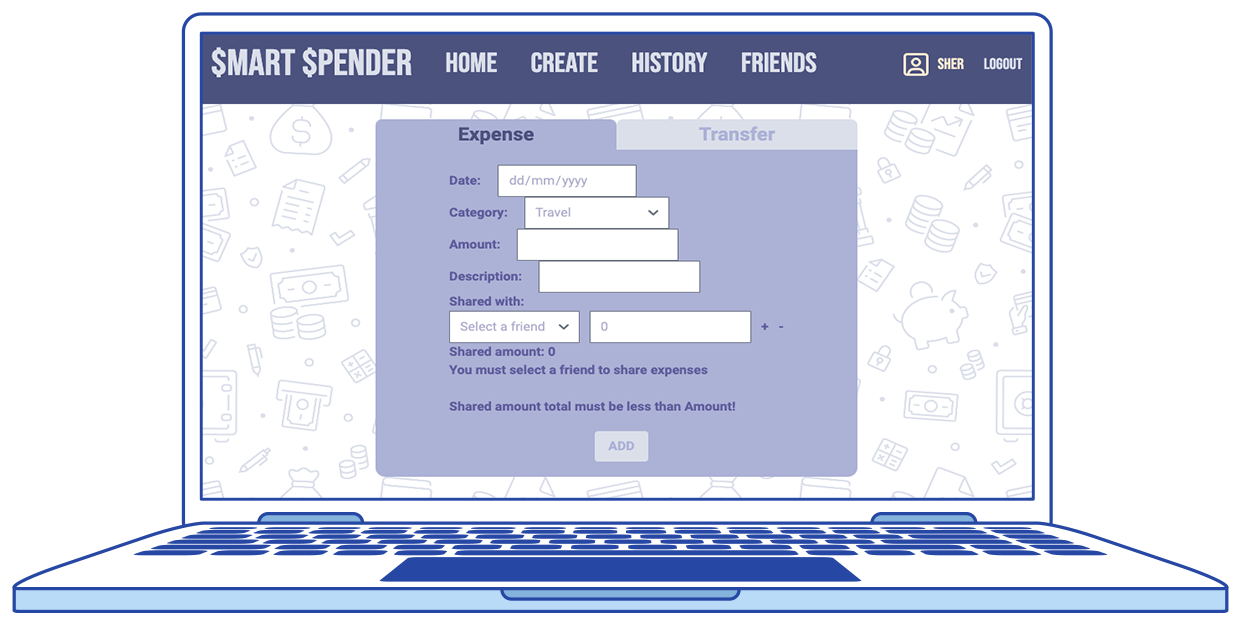 $MART $PENDER HOME CREATE HISTORY FRIENDS SHER LOGOUT
Expense Transfer
Date: dd/mm/yyyy
Category: Travel
Amount:
Description:
Shared with:
Select a friend 0 + -
Shared amount: 0
You must select a friend to share expenses
Shared amount total must be less than Amount!
ADD